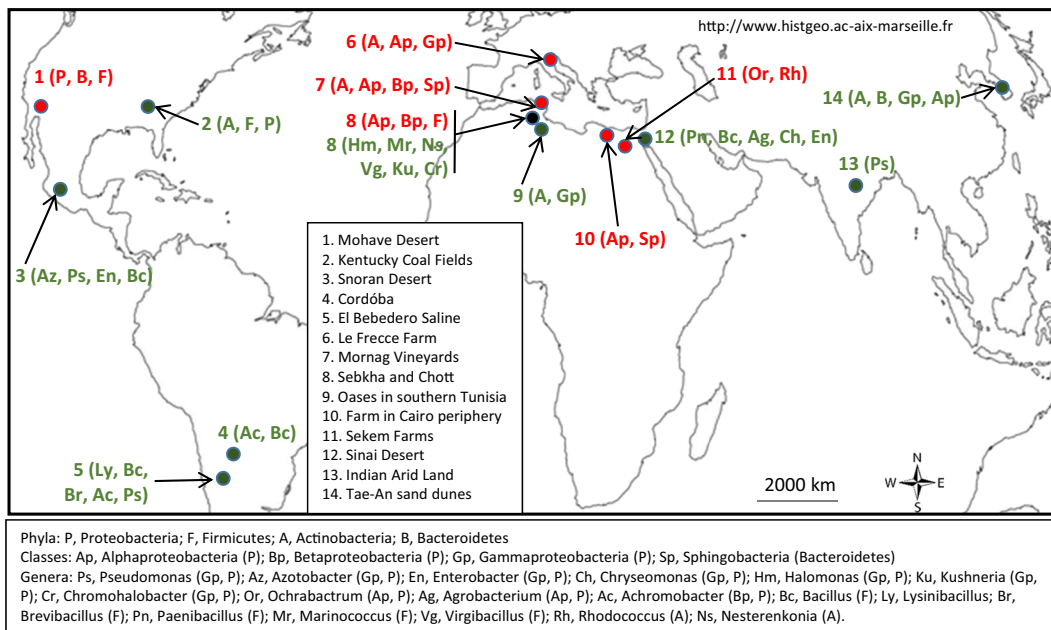 http://www.histgeo.ac-aix-marseille.fr
6 (A, Ap, Gp)
1 (P, B, F)
7 (A, Ap, Bp, Sp)
11 (Or, Rh)
14 (A, B, Gp, Ap)
2 (A, F, P)
8 (Ap, Bp, F)
8 (Hm, Mr, Ns,
Vg, Ku, Cr)
12 (Pn, Bc, Ag, Ch, En)
13 (Ps)
9 (A, Gp)
10 (Ap, Sp)
3 (Az, Ps, En, Bc)
4 (Ac, Bc)
5 (Ly, Bc,
Br, Ac, Ps)
1. Mohave Desert
2. Kentucky Coal Fields
3. Snoran Desert
4. Cordóba
5. El Bebedero Saline
6. Le Frecce Farm
7. Mornag Vineyards
8. Sebkha and Chott
9. Oases in southern Tunisia
10. Farm in Cairo periphery
11. Sekem Farms
12. Sinai Desert
13. Indian Arid Land
14. Tae-An sand dunes
2000 km
N
W E
S
Phyla: P, Proteobacteria; F, Firmicutes; A, Actinobacteria; B, Bacteroidetes
Classes: Ap, Alphaproteobacteria (P); Bp, Betaproteobacteria (P); Gp, Gammaproteobacteria (P); Sp, Sphingobacteria (Bacteroidetes)
Genera: Ps, Pseudomonas (Gp, P); Az, Azotobacter (Gp, P); En, Enterobacter (Gp, P); Ch, Chryseomonas (Gp, P); Hm, Halomonas (Gp, P); Ku, Kushneria (Gp,
P); Cr, Chromohalobacter (Gp, P); Or, Ochrabactrum (Ap, P); Ag, Agrobacterium (Ap, P); Ac, Achromobacter (Bp, P); Bc, Bacillus (F); Ly, Lysinibacillus; Br,
Brevibacillus (F); Pn, Paenibacillus (F); Mr, Marinococcus (F); Vg, Virgibacillus (F); Rh, Rhodococcus (A); Ns, Nesterenkonia (A).